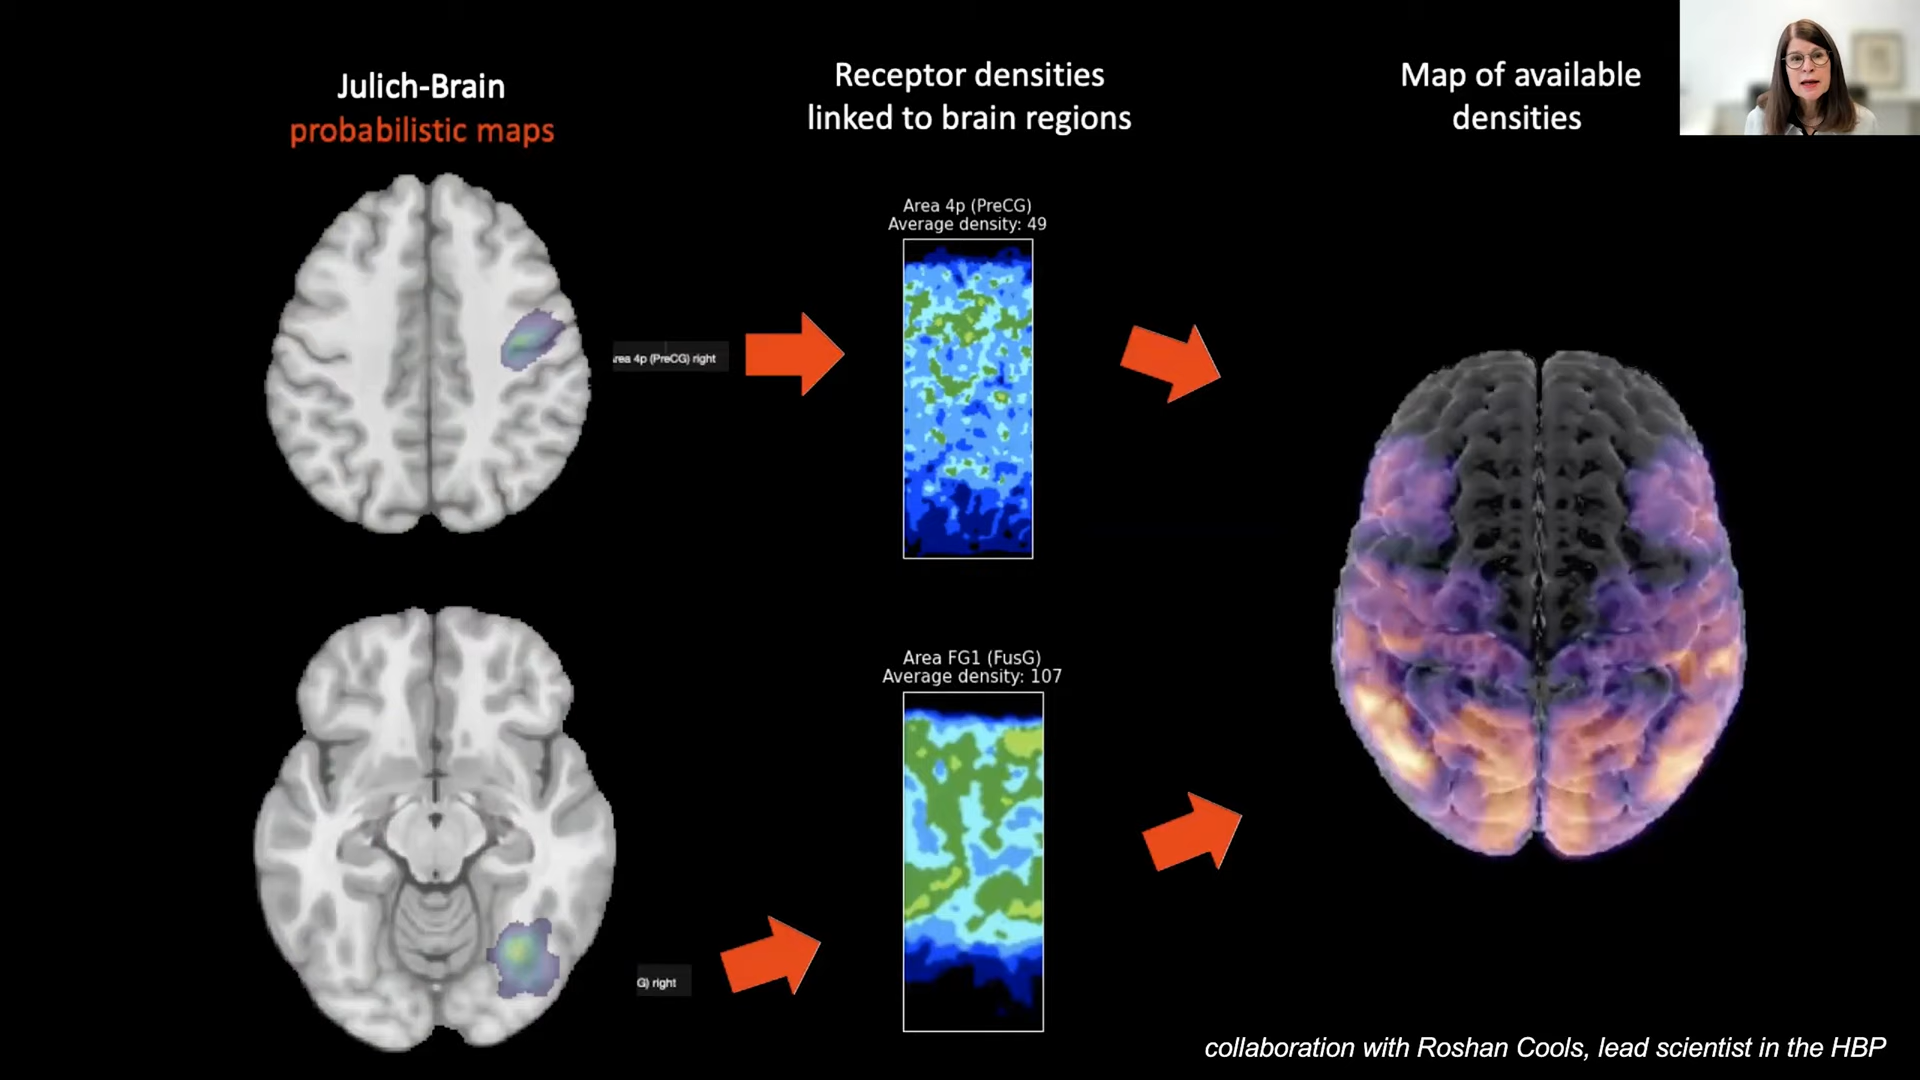 Julich-Brain
probabilistic maps
Receptor densities
linked to brain regions
Map of available
densities
Area 4p (PreCG)
Average density: 49
4p (PreCG) right
Area FG1 (FusG)
Average density: 107
G) right
collaboration with Roshan Cools, lead scientist in the HBP